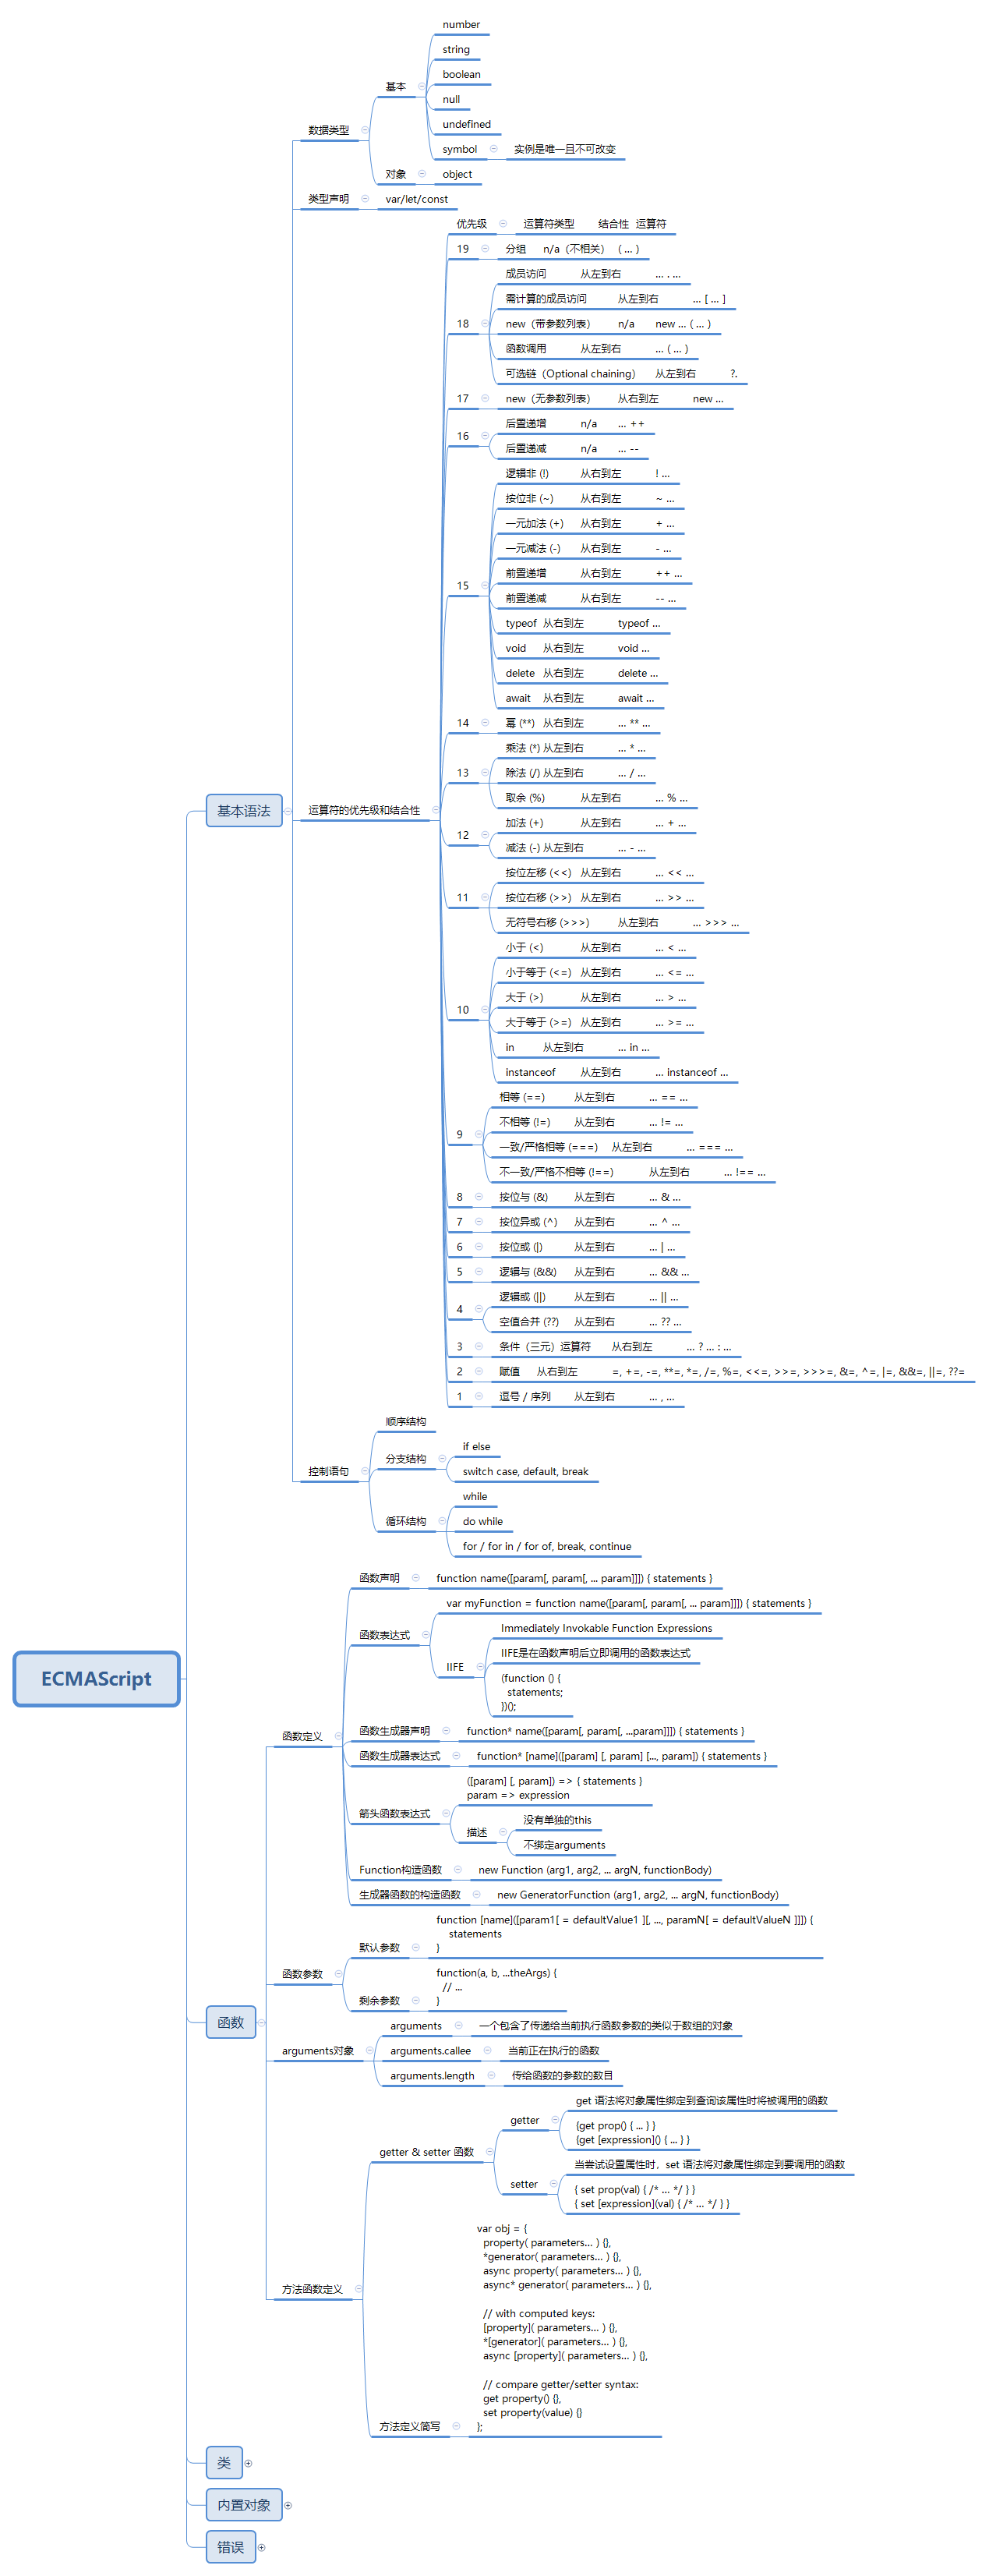 ECMAScript
基本语法
数据类型
基本
number
string
boolean
null
undefined
symbol
实例是唯一且不可改变
对象
object
类型声明
var/let/const
运算符的优先级和结合性
优先级
运算符类型 结合性 运算符
19
分组 n/a（不相关） ( … )
18
成员访问 从左到右 … . …
需计算的成员访问 从左到右 … [ … ]
new（带参数列表） n/a new … ( … )
函数调用 从左到右 … ( … )
可选链（Optional chaining） 从左到右 ?.
17
new（无参数列表） 从右到左 new …
16
后置递增 n/a … ++
后置递减 n/a … --
15
逻辑非 (!) 从右到左 ! …
按位非 (~) 从右到左 ~ …
一元加法 (+) 从右到左 + …
一元减法 (-) 从右到左 - …
前置递增 从右到左 ++ …
前置递减 从右到左 -- …
typeof 从右到左 typeof …
void 从右到左 void …
delete 从右到左 delete …
await 从右到左 await …
14
幂 (**) 从右到左 … ** …
13
乘法 (*) 从左到右 … * …
除法 (/) 从左到右 … / …
取余 (%) 从左到右 … % …
12
加法 (+) 从左到右 … + …
减法 (-) 从左到右 … - …
11
按位左移 (<<) 从左到右 … << …
按位右移 (>>) 从左到右 … >> …
无符号右移 (>>>) 从左到右 … >>> …
10
小于 (<) 从左到右 … < …
小于等于 (<=) 从左到右 … <= …
大于 (>) 从左到右 … > …
大于等于 (>=) 从左到右 … >= …
in 从左到右 … in …
instanceof 从左到右 … instanceof …
9
相等 (==) 从左到右 … == …
不相等 (!=) 从左到右 … != …
一致/严格相等 (===) 从左到右 … === …
不一致/严格不相等 (!==) 从左到右 … !== …
8
按位与 (&) 从左到右 … & …
7
按位异或 (^) 从左到右 … ^ …
6
按位或 (|) 从左到右 … | …
5
逻辑与 (&&) 从左到右 … && …
4
逻辑或 (||) 从左到右 … || …
空值合并 (??) 从左到右 … ?? …
3
条件（三元）运算符 从右到左 … ? … : …
2
赋值 从右到左 =, +=, -=, **=, *=, /=, %=, <<=, >>=, >>>=, &=, ^=, |=, &&=, ||=, ??=
1
逗号 / 序列 从左到右 … , …
控制语句
顺序结构
分支结构
if else
switch case, default, break
循环结构
while
do while
for / for in / for of, break, continue
函数
函数定义
函数声明
function name([param[, param[, ... param]]]) { statements }
函数表达式
var myFunction = function name([param[, param[, ... param]]]) { statements }
IIFE
Immediately Invokable Function Expressions
IIFE是在函数声明后立即调用的函数表达式
(function () {
statements;
})();
函数生成器声明
function* name([param[, param[, ...param]]]) { statements }
函数生成器表达式
function* [name]([param] [, param] [..., param]) { statements }
箭头函数表达式
([param] [, param]) => { statements }
param => expression
描述
没有单独的this
不绑定arguments
Function构造函数
new Function (arg1, arg2, ... argN, functionBody)
生成器函数的构造函数
new GeneratorFunction (arg1, arg2, ... argN, functionBody)
函数参数
默认参数
function [name]([param1[ = defaultValue1 ][, ..., paramN[ = defaultValueN ]]]) {
statements
}
剩余参数
function(a, b, ...theArgs) {
// ...
}
arguments对象
arguments
一个包含了传递给当前执行函数参数的类似于数组的对象
arguments.callee
当前正在执行的函数
arguments.length
传给函数的参数的数目
方法函数定义
getter & setter 函数
getter
get 语法将对象属性绑定到查询该属性时将被调用的函数
{get prop() { ... } }
{get [expression]() { ... } }
setter
当尝试设置属性时，set 语法将对象属性绑定到要调用的函数
{ set prop(val) { /* ... */ } }
{ set [expression](val) { /* ... */ } }
方法定义简写
var obj = {
property( parameters… ) {},
*generator( parameters… ) {},
async property( parameters… ) {},
async* generator( parameters… ) {},
// with computed keys:
[property]( parameters… ) {},
*[generator]( parameters… ) {},
async [property]( parameters… ) {},
// compare getter/setter syntax:
get property() {},
set property(value) {}
};
类
内置对象
错误